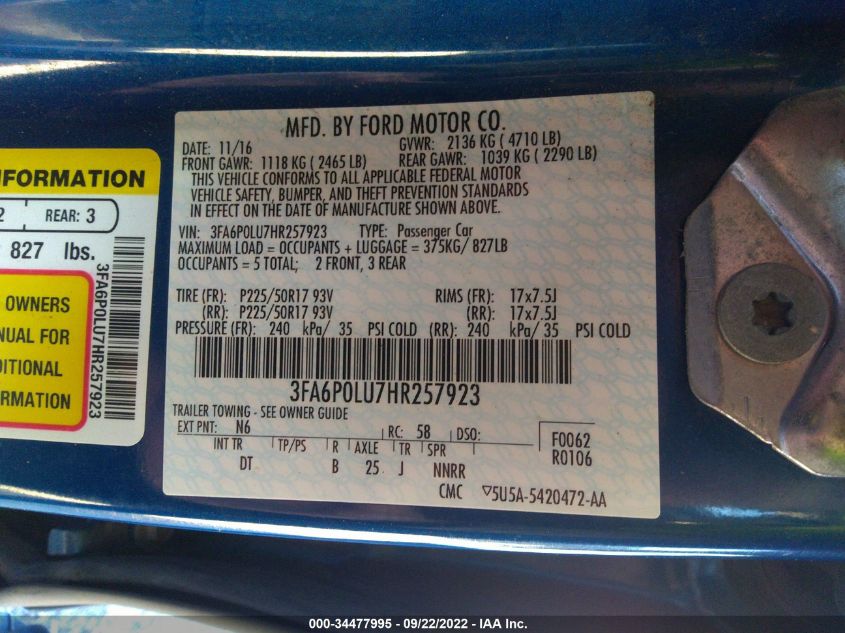 NFORMATION
2 REAR: 3
827 lbs.
OWNERS
NUAL FOR
DITIONAL
ORMATION
3FA6P0LU7HR257923
MFD. BY FORD MOTOR CO.
DATE: 11/16 GVWR: 2136 KG ( 4710 LB)
FRONT GAWR: 1118 KG ( 2465 LB) REAR GAWR: 1039 KG ( 2290 LB)
THIS VEHICLE CONFORMS TO ALL APPLICABLE FEDERAL MOTOR
VEHICLE SAFETY, BUMPER, AND THEFT PREVENTION STANDARDS
IN EFFECT ON THE DATE OF MANUFACTURE SHOWN ABOVE.
VIN: 3FA6P0LU7HR257923 TYPE: Passenger Car
MAXIMUM LOAD = OCCUPANTS + LUGGAGE = 375KG/ 827LB
OCCUPANTS = 5 TOTAL; 2 FRONT, 3 REAR
TIRE (FR): P225/50R17 93V RIMS (FR): 17x7.5J
(RR): P225/50R17 93V (RR): 17x7.5J
PRESSURE (FR): 240 kPa/ 35 PSI COLD (RR): 240 kPa/ 35 PSI COLD
3FA6P0LU7HR257923
TRAILER TOWING - SEE OWNER GUIDE
EXT PNT: N6 RC: 58 DSO: F0062
INT TR TP/PS R AXLE TR SPR R0106
DT B 25 J NNRR
CMC ▽5U5A-5420472-AA
000-34477995 - 09/22/2022 - IAA Inc.